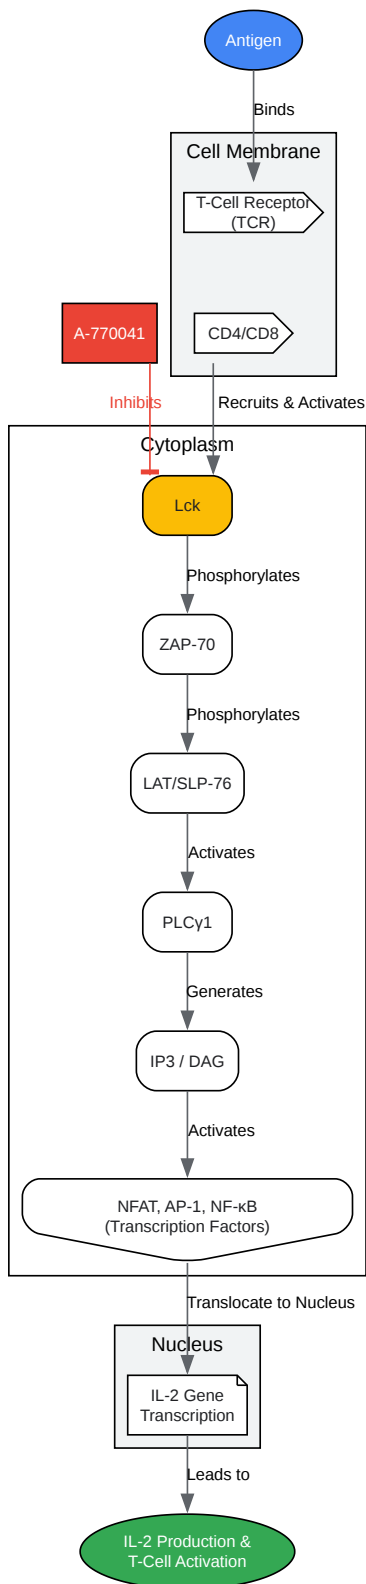 Antigen
Binds
Cell Membrane
T-Cell Receptor
(TCR)
A-770041
CD4/CD8
Inhibits
Recruits & Activates
Cytoplasm
Lck
Phosphorylates
ZAP-70
Phosphorylates
LAT/SLP-76
Activates
PLCγ1
Generates
IP3 / DAG
Activates
NFAT, AP-1, NF-κB
(Transcription Factors)
Translocate to Nucleus
Nucleus
IL-2 Gene
Transcription
Leads to
IL-2 Production &
T-Cell Activation